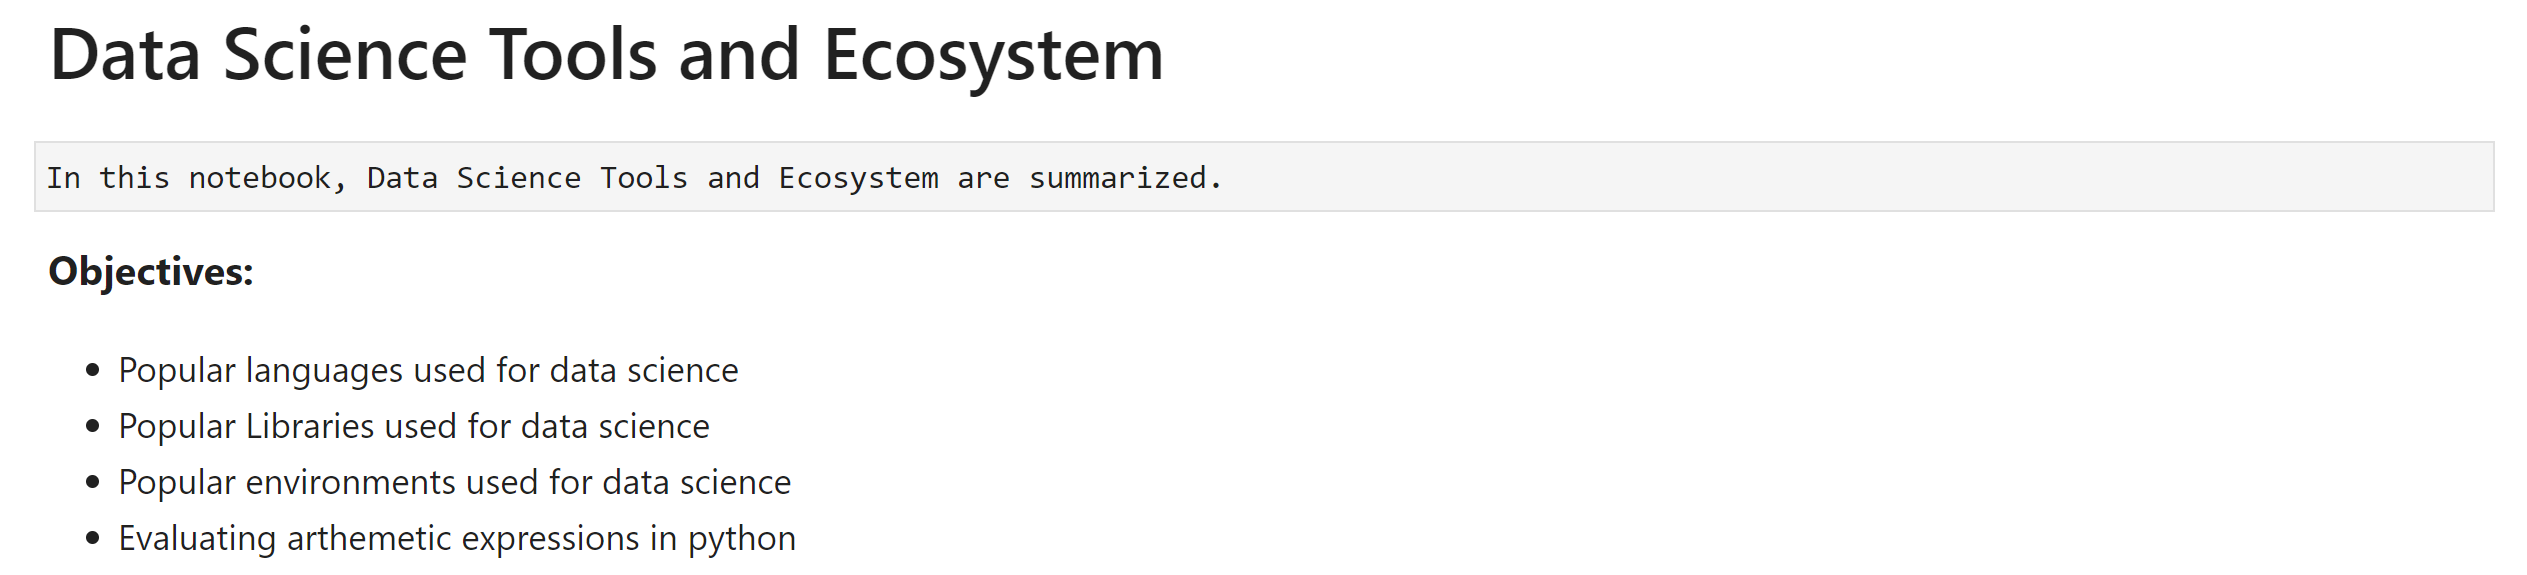 Data Science Tools and Ecosystem
In this notebook, Data Science Tools and Ecosystem are summarized.
Objectives:
• Popular languages used for data science
• Popular Libraries used for data science
• Popular environments used for data science
• Evaluating arthemetic expressions in python